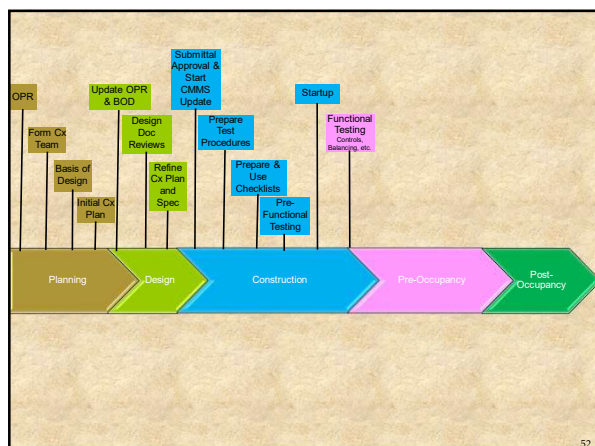 OPR
Form Cx
Team
Basis of
Design
Initial Cx
Plan
Update OPR
& BOD
Design
Doc
Reviews
Refine
Cx Plan
and
Spec
Submittal
Approval &
Start
CMMS
Update
Prepare
Test
Procedures
Prepare &
Use
Checklists
Pre-
Functional
Testing
Startup
Functional
Testing
Controls,
Balancing, etc.
Planning
Design
Construction
Pre-Occupancy
Post-
Occupancy
52